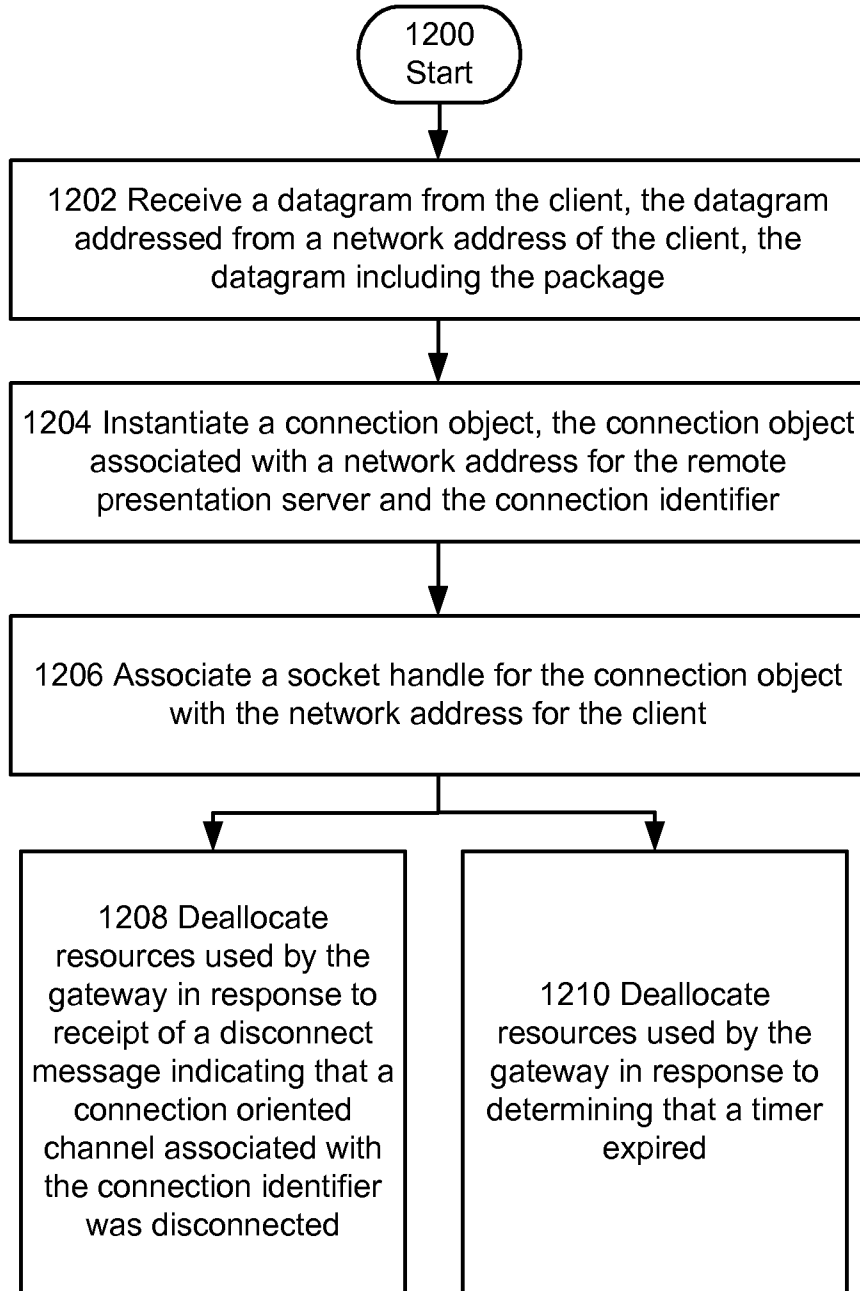 1200
Start
1202 Receive a datagram from the client, the datagram
addressed from a network address of the client, the
datagram including the package
1204 Instantiate a connection object, the connection object
associated with a network address for the remote
presentation server and the connection identifier
1206 Associate a socket handle for the connection object
with the network address for the client
1208 Deallocate
resources used by the
gateway in response to
receipt of a disconnect
message indicating that a
connection oriented
channel associated with
the connection identifier
was disconnected
1210 Deallocate
resources used by the
gateway in response to
determining that a timer
expired